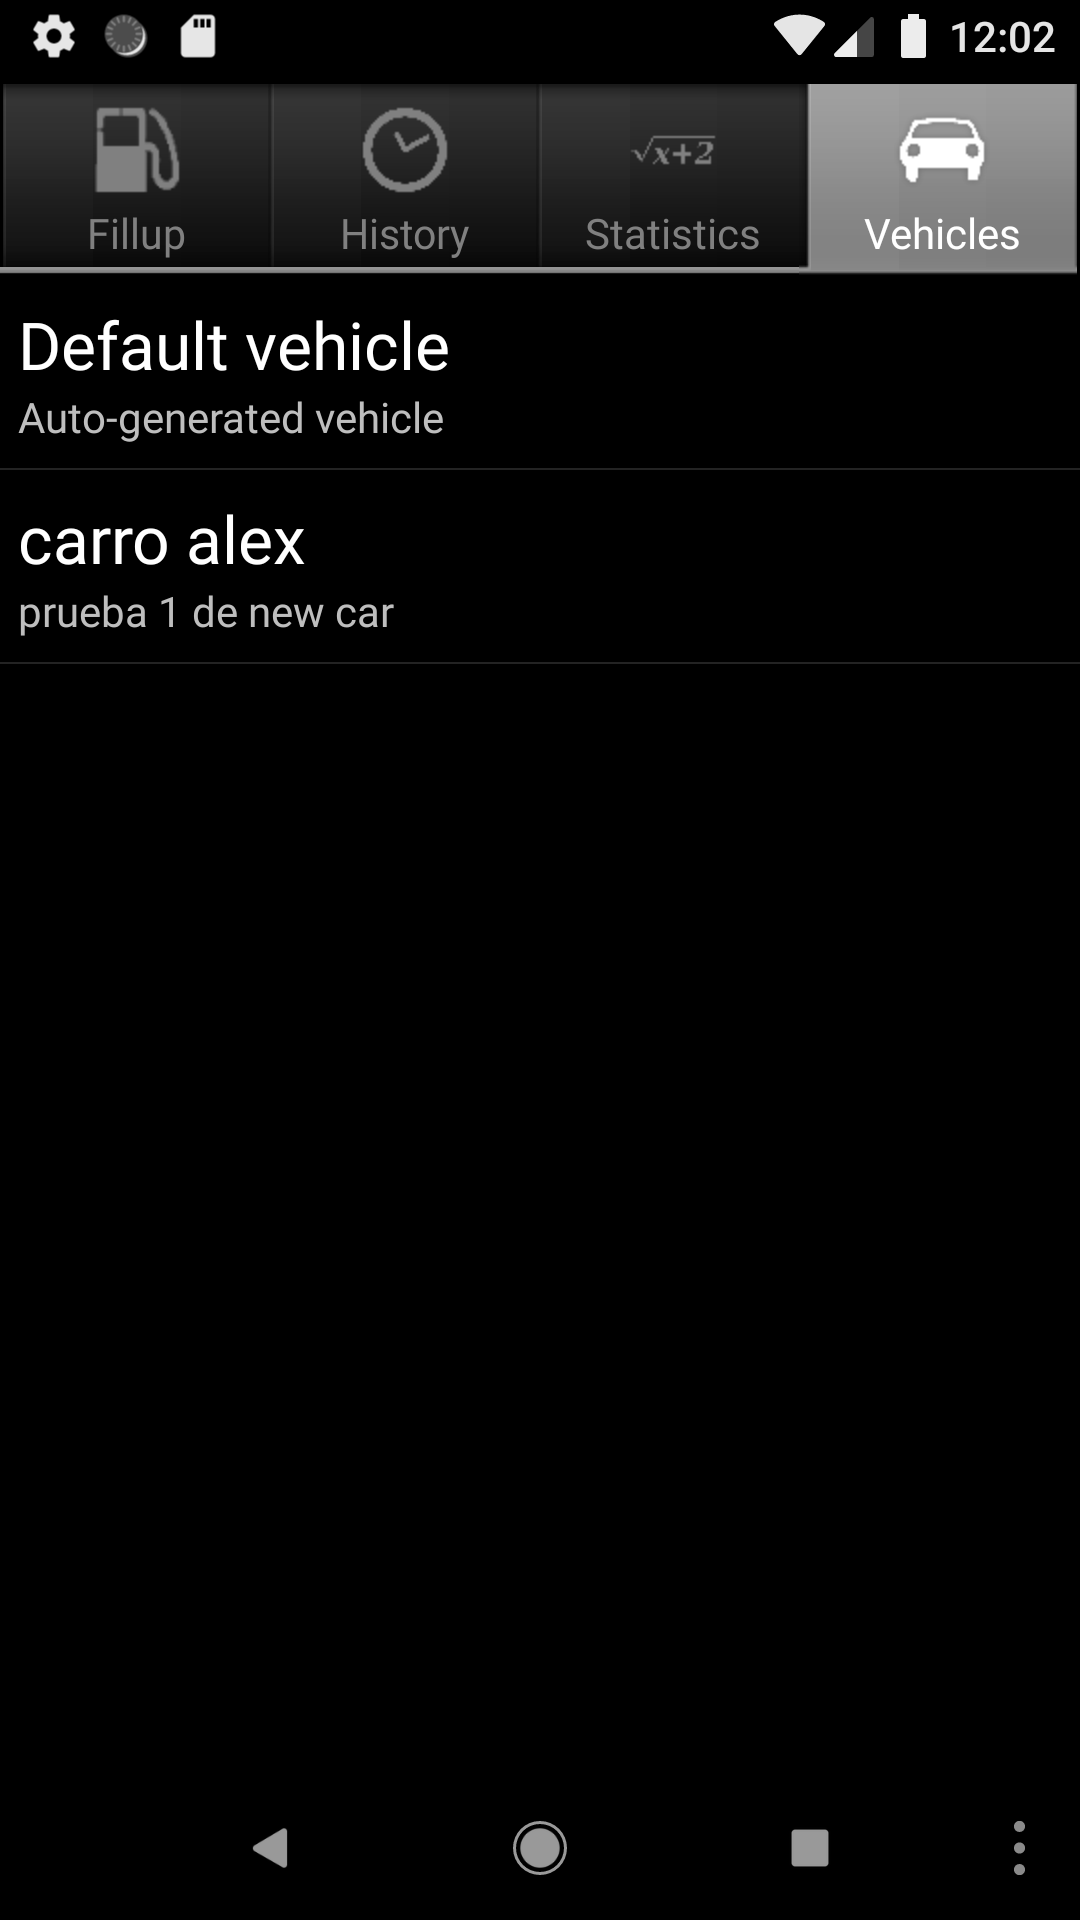 12:02
Fillup
History
√x+2
Statistics
Vehicles
Default vehicle
Auto-generated vehicle
carro alex
prueba 1 de new car